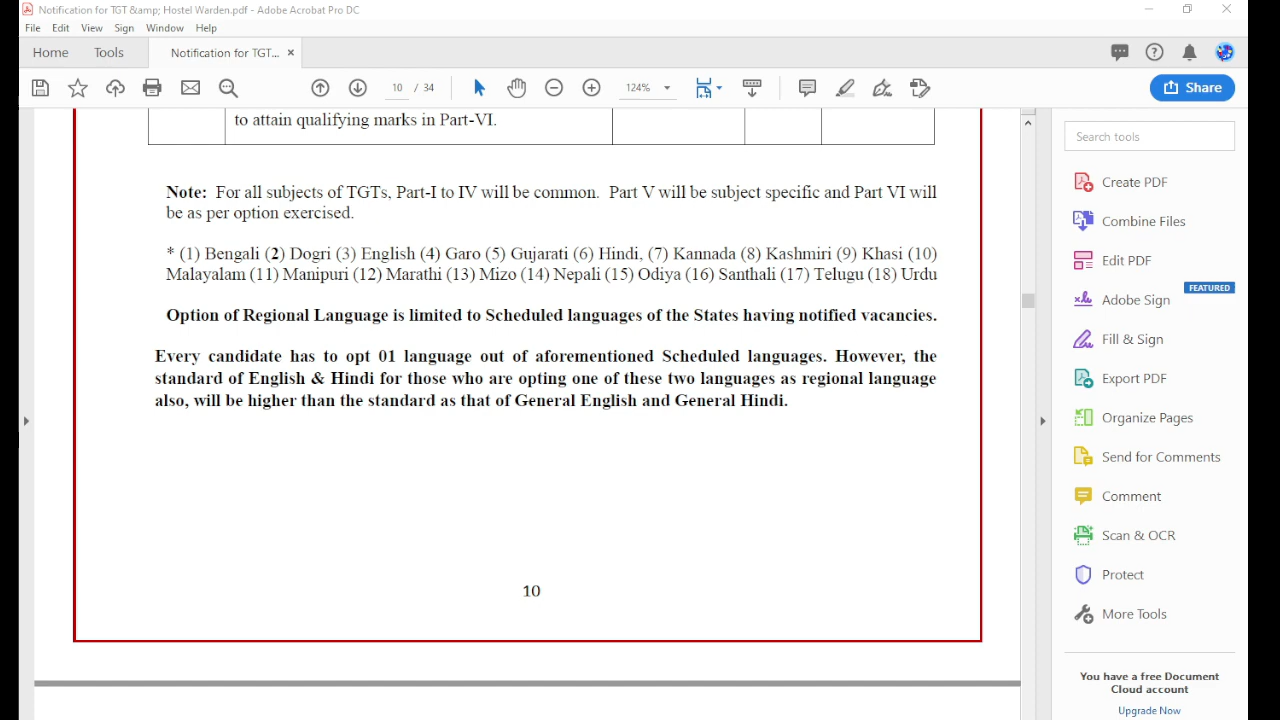 Notification for TGT &amp; Hostel Warden.pdf - Adobe Acrobat Pro DC
File Edit View Sign Window Help
Home Tools Notification for TGT... ×
10 / 34 124% Share
to attain qualifying marks in Part-VI.
Note: For all subjects of TGTs, Part-I to IV will be common. Part V will be subject specific and Part VI will
be as per option exercised.
* (1) Bengali (2) Dogri (3) English (4) Garo (5) Gujarati (6) Hindi, (7) Kannada (8) Kashmiri (9) Khasi (10)
Malayalam (11) Manipuri (12) Marathi (13) Mizo (14) Nepali (15) Odiya (16) Santhali (17) Telugu (18) Urdu
Option of Regional Language is limited to Scheduled languages of the States having notified vacancies.
Every candidate has to opt 01 language out of aforementioned Scheduled languages. However, the
standard of English & Hindi for those who are opting one of these two languages as regional language
also, will be higher than the standard as that of General English and General Hindi.
10
Search tools
Create PDF
Combine Files
Edit PDF
FEATURED
Adobe Sign
Fill & Sign
Export PDF
Organize Pages
Send for Comments
Comment
Scan & OCR
Protect
More Tools
You have a free Document
Cloud account
Upgrade Now